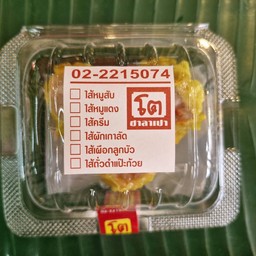 02-2215074
ไส้หมูสับ
ไส้หมูแดง
ไส้ครีม
ไส้ผักเกาลัด
ไส้เผือกลูกบัว
ไส้ถั่วดำแป๊ะก๊วย
โต
ซาลาเปา
โต